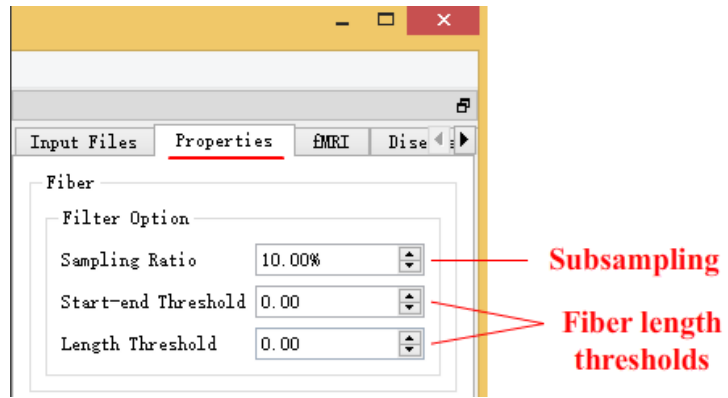 Input Files Properties fMRI Dise
Fiber
Filter Option
Sampling Ratio 10.00%
Subsampling
Start-end Threshold 0.00
Fiber length
thresholds
Length Threshold 0.00